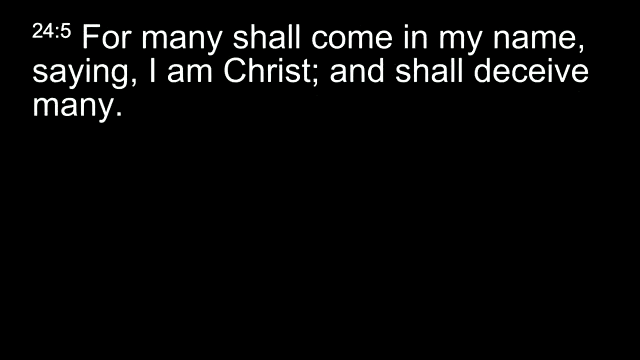 24:5 For many shall come in my name,
saying, I am Christ; and shall deceive
many.